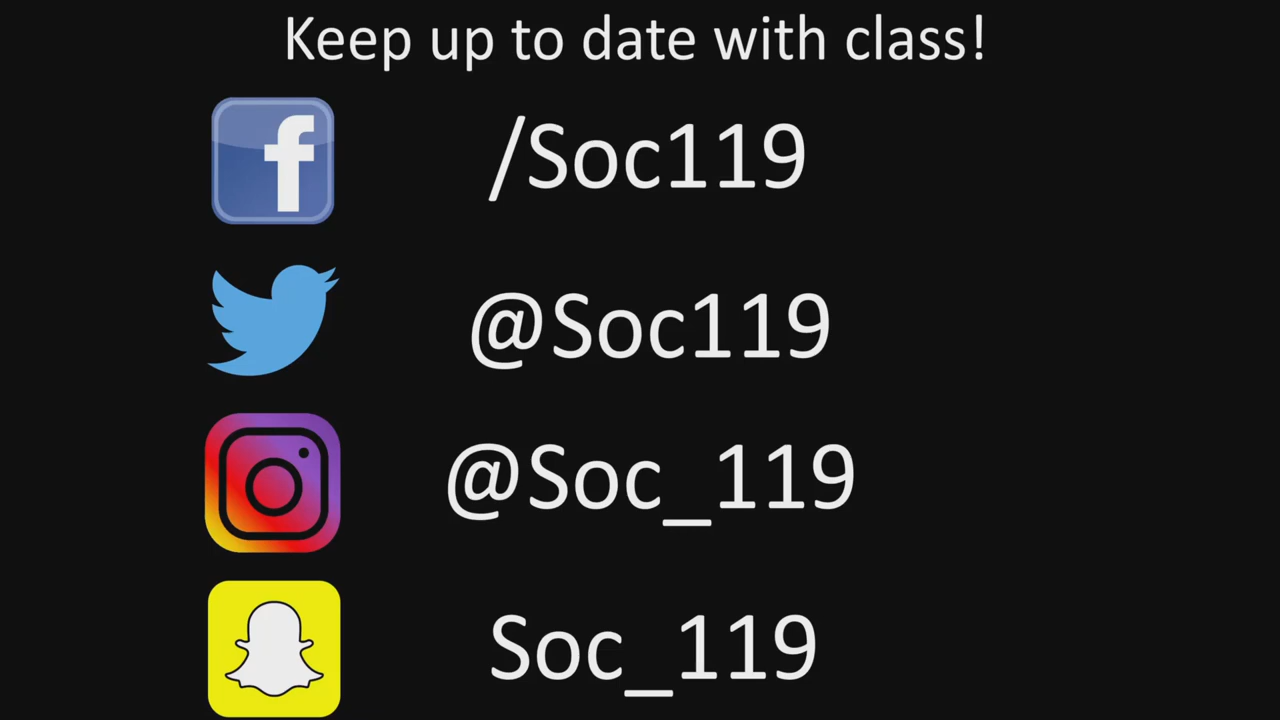 Keep up to date with class!
f
/Soc119
@Soc119
@Soc_119
Soc_119